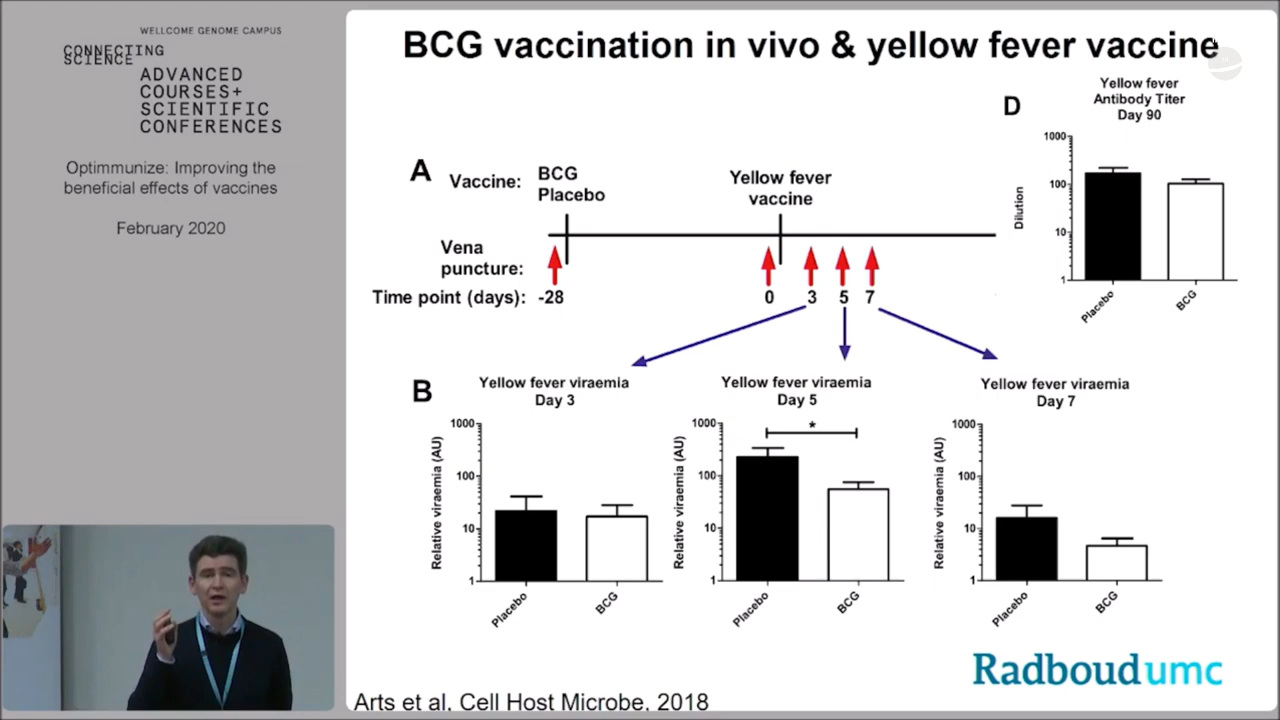 WELLCOME GENOME CAMPUS
CONNECTING
SCIENCE
ADVANCED
COURSES+
SCIENTIFIC
CONFERENCES
Optimmunize: Improving the
beneficial effects of vaccines
February 2020
BCG vaccination in vivo & yellow fever vaccine
A
Vaccine:
BCG
Placebo
Yellow fever
vaccine
Vena
puncture:
Time point (days): -28 0 3 5 7
D
Yellow fever
Antibody Titer
Day 90
Dilution
1000
100
10
1
Placebo
BCG
B
Yellow fever viraemia
Day 3
Relative viraemia (AU)
1000
100
10
1
Placebo
BCG
Yellow fever viraemia
Day 5
Relative viraemia (AU)
1000
100
10
1
*
Placebo
BCG
Yellow fever viraemia
Day 7
Relative viraemia (AU)
1000
100
10
1
Placebo
BCG
Arts et al, Cell Host Microbe, 2018
Radboudumc